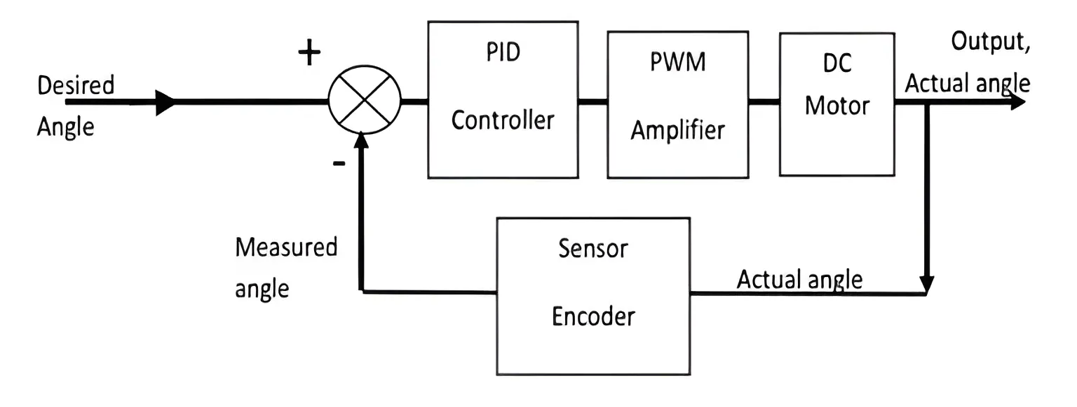 Desired
Angle
+
-
PID
Controller
PWM
Amplifier
DC
Motor
Output,
Actual angle
Measured
angle
Sensor
Encoder
Actual angle